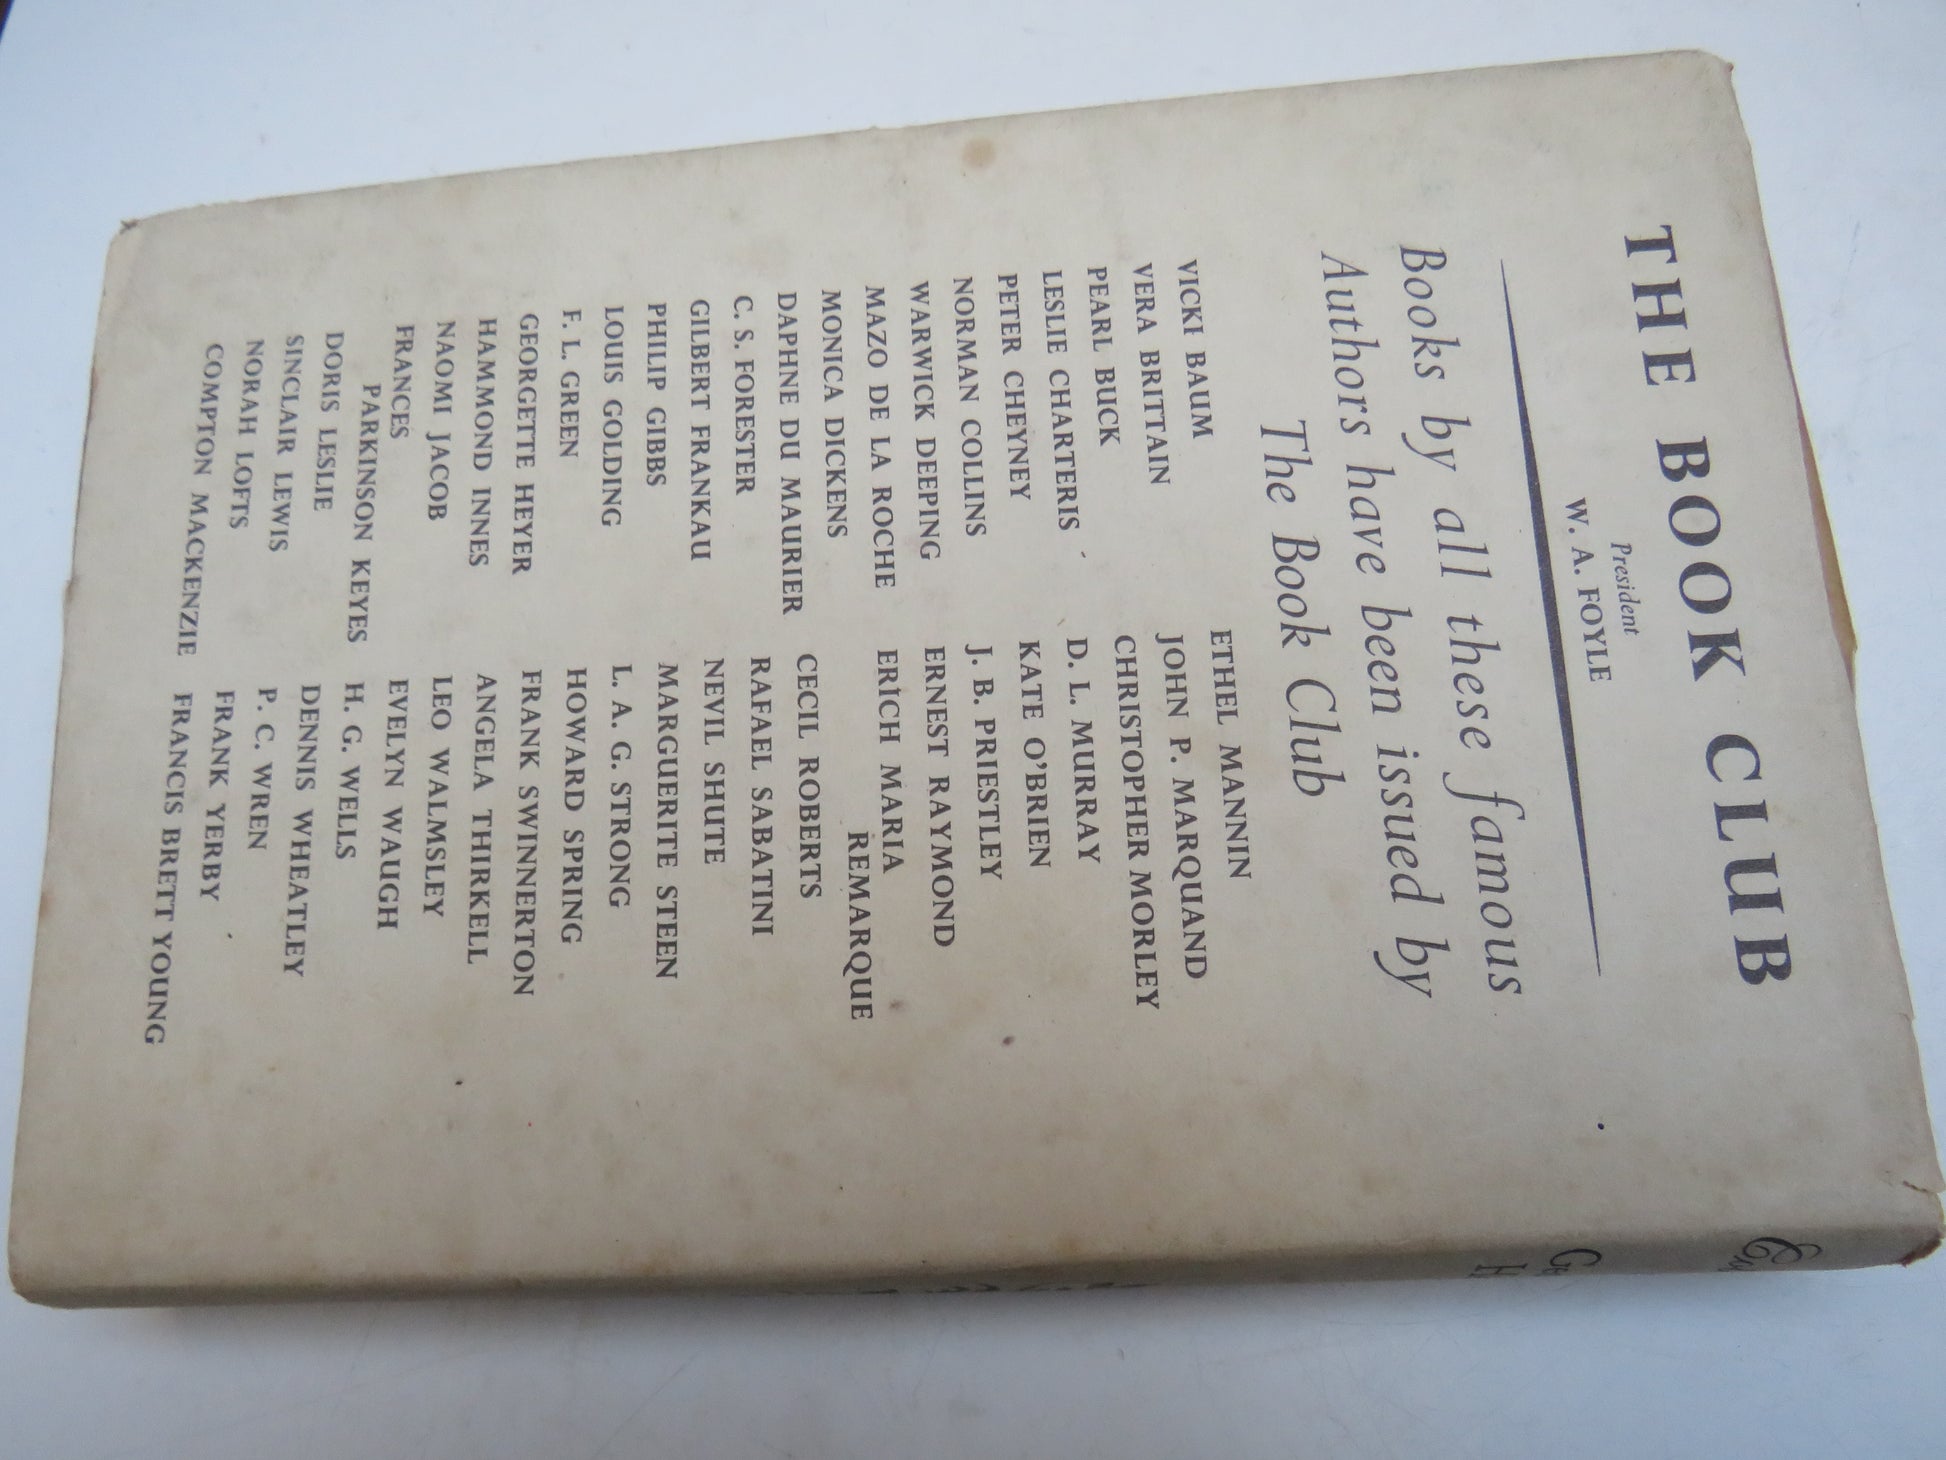 THE BOOK CLUB
President
W. A. FOYLE
Books by all these famous
Authors have been issued by
The Book Club
VICKI BAUM
VERA BRITTAIN
PEARL BUCK
LESLIE CHARTERIS
PETER CHEYNEY
NORMAN COLLINS
WARWICK DEEPING
MAZO DE LA ROCHE
MONICA DICKENS
DAPHNE DU MAURIER
C. S. FORESTER
GILBERT FRANKAU
PHILIP GIBBS
LOUIS GOLDING
F. L. GREEN
GEORGETTE HEYER
HAMMOND INNES
NAOMI JACOB
FRANCES
PARKINSON KEYES
DORIS LESLIE
SINCLAIR LEWIS
NORAH LOFTS
COMPTON MACKENZIE
ETHEL MANNIN
JOHN P. MARQUAND
CHRISTOPHER MORLEY
D. L. MURRAY
KATE O'BRIEN
J. B. PRIESTLEY
ERNEST RAYMOND
ERICH MARIA
REMARQUE
CECIL ROBERTS
RAFAEL SABATINI
NEVIL SHUTE
MARGUERITE STEEN
L. A. G. STRONG
HOWARD SPRING
FRANK SWINNERTON
ANGELA THIRKELL
LEO WALMSLEY
EVELYN WAUGH
H. G. WELLS
DENNIS WHEATLEY
P. C. WREN
FRANK YERBY
FRANCIS BRETT YOUNG